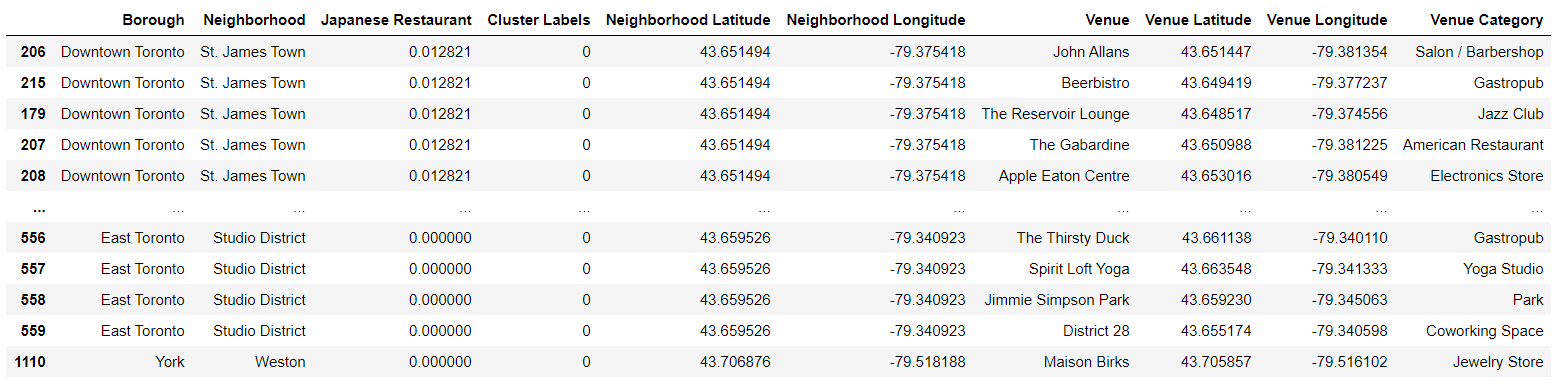 Borough Neighborhood Japanese Restaurant Cluster Labels Neighborhood Latitude Neighborhood Longitude Venue Venue Latitude Venue Longitude Venue Category
206 Downtown Toronto St. James Town 0.012821 0 43.651494 -79.375418 John Allans 43.651447 -79.381354 Salon / Barbershop
215 Downtown Toronto St. James Town 0.012821 0 43.651494 -79.375418 Beerbistro 43.649419 -79.377237 Gastropub
179 Downtown Toronto St. James Town 0.012821 0 43.651494 -79.375418 The Reservoir Lounge 43.648517 -79.374556 Jazz Club
207 Downtown Toronto St. James Town 0.012821 0 43.651494 -79.375418 The Gabardine 43.650988 -79.381225 American Restaurant
208 Downtown Toronto St. James Town 0.012821 0 43.651494 -79.375418 Apple Eaton Centre 43.653016 -79.380549 Electronics Store
... ... ... ... ... ... ... ... ... ... ...
556 East Toronto Studio District 0.000000 0 43.659526 -79.340923 The Thirsty Duck 43.661138 -79.340110 Gastropub
557 East Toronto Studio District 0.000000 0 43.659526 -79.340923 Spirit Loft Yoga 43.663548 -79.341333 Yoga Studio
558 East Toronto Studio District 0.000000 0 43.659526 -79.340923 Jimmie Simpson Park 43.659230 -79.345063 Park
559 East Toronto Studio District 0.000000 0 43.659526 -79.340923 District 28 43.655174 -79.340598 Coworking Space
1110 York Weston 0.000000 0 43.706876 -79.518188 Maison Birks 43.705857 -79.516102 Jewelry Store